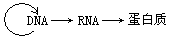 DNA → RNA → 蛋白质